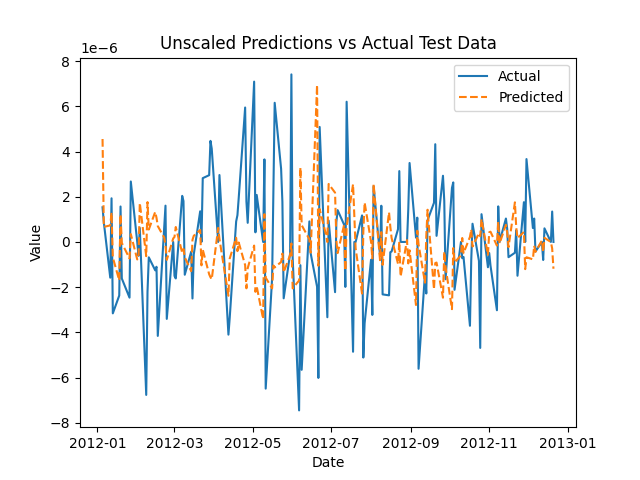 Unscaled Predictions vs Actual Test Data
1e−6
Actual
Predicted
8
6
4
2
0
−2
−4
−6
−8
Value
2012-01 2012-03 2012-05 2012-07 2012-09 2012-11 2013-01
Date